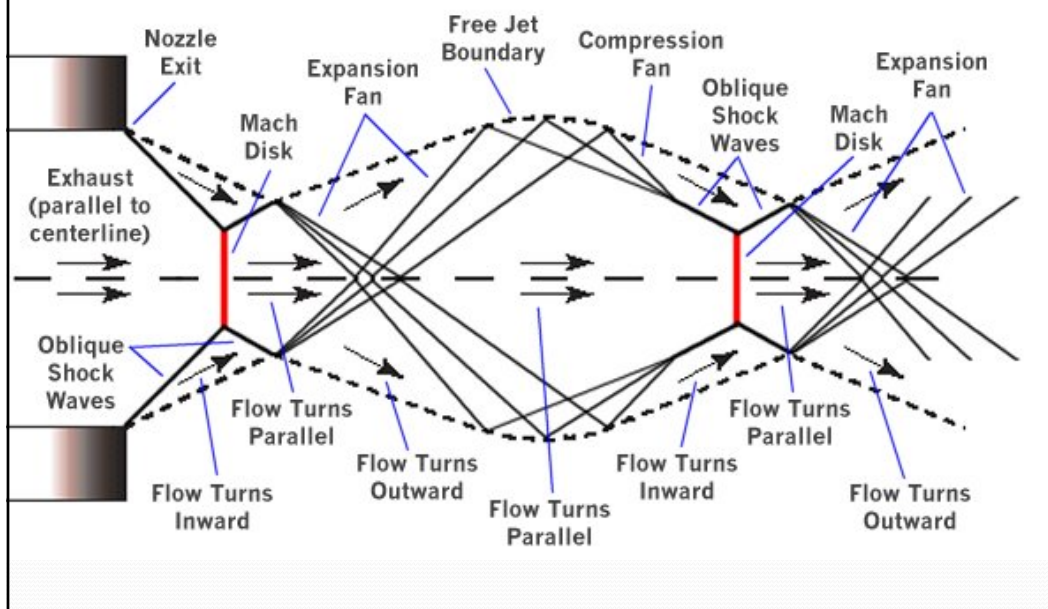 Nozzle
Exit
Expansion
Fan
Mach
Disk
Free Jet
Boundary
Compression
Fan
Oblique
Shock
Waves
Mach
Disk
Expansion
Fan
Exhaust
(parallel to
centerline)
Oblique
Shock
Waves
Flow Turns
Inward
Flow Turns
Parallel
Flow Turns
Outward
Flow Turns
Parallel
Flow Turns
Inward
Flow Turns
Parallel
Flow Turns
Outward